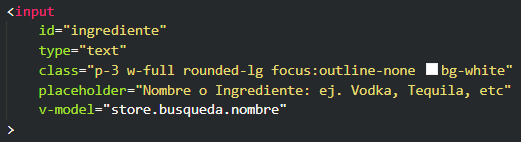 <input
id="ingrediente"
type="text"
class="p-3 w-full rounded-lg focus:outline-none bg-white"
placeholder="Nombre o Ingrediente: ej. Vodka, Tequila, etc"
v-model="store.busqueda.nombre"
>